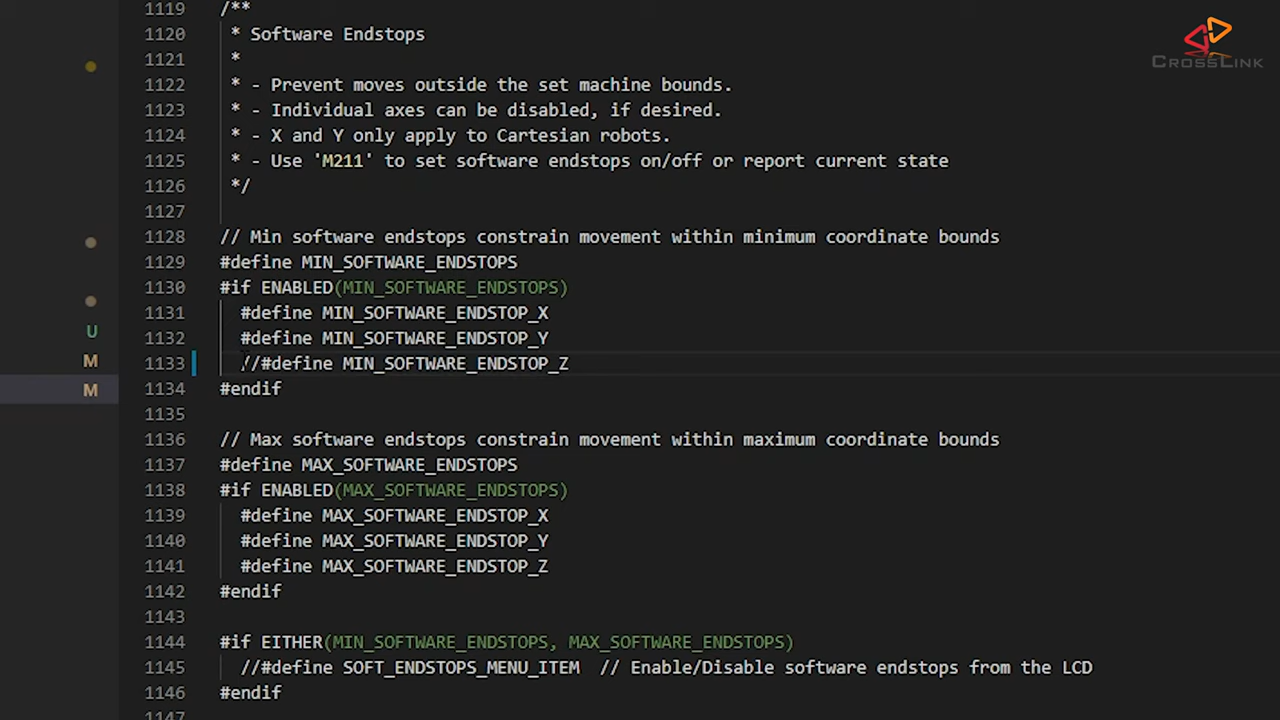 CROSSLINK
1119 /**
1120  * Software Endstops
1121  *
1122  * - Prevent moves outside the set machine bounds.
1123  * - Individual axes can be disabled, if desired.
1124  * - X and Y only apply to Cartesian robots.
1125  * - Use 'M211' to set software endstops on/off or report current state
1126  */
1127
1128 // Min software endstops constrain movement within minimum coordinate bounds
1129 #define MIN_SOFTWARE_ENDSTOPS
1130 #if ENABLED(MIN_SOFTWARE_ENDSTOPS)
1131   #define MIN_SOFTWARE_ENDSTOP_X
U
1132   #define MIN_SOFTWARE_ENDSTOP_Y
M
1133   //#define MIN_SOFTWARE_ENDSTOP_Z
M
1134 #endif
1135
1136 // Max software endstops constrain movement within maximum coordinate bounds
1137 #define MAX_SOFTWARE_ENDSTOPS
1138 #if ENABLED(MAX_SOFTWARE_ENDSTOPS)
1139   #define MAX_SOFTWARE_ENDSTOP_X
1140   #define MAX_SOFTWARE_ENDSTOP_Y
1141   #define MAX_SOFTWARE_ENDSTOP_Z
1142 #endif
1143
1144 #if EITHER(MIN_SOFTWARE_ENDSTOPS, MAX_SOFTWARE_ENDSTOPS)
1145   //#define SOFT_ENDSTOPS_MENU_ITEM  // Enable/Disable software endstops from the LCD
1146 #endif
1147